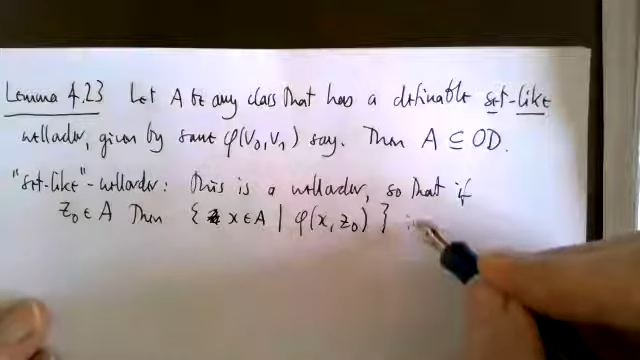 Lemma 4.23 Let A be any class that has a definable set-like
wellorder, given by some φ(v₀,v₁) say. Then A ⊆ OD.
"set-like"-wellorder: this is a wellorder, so that if
z₀ ∈ A Then { x ∈ A | φ(x, z₀) }